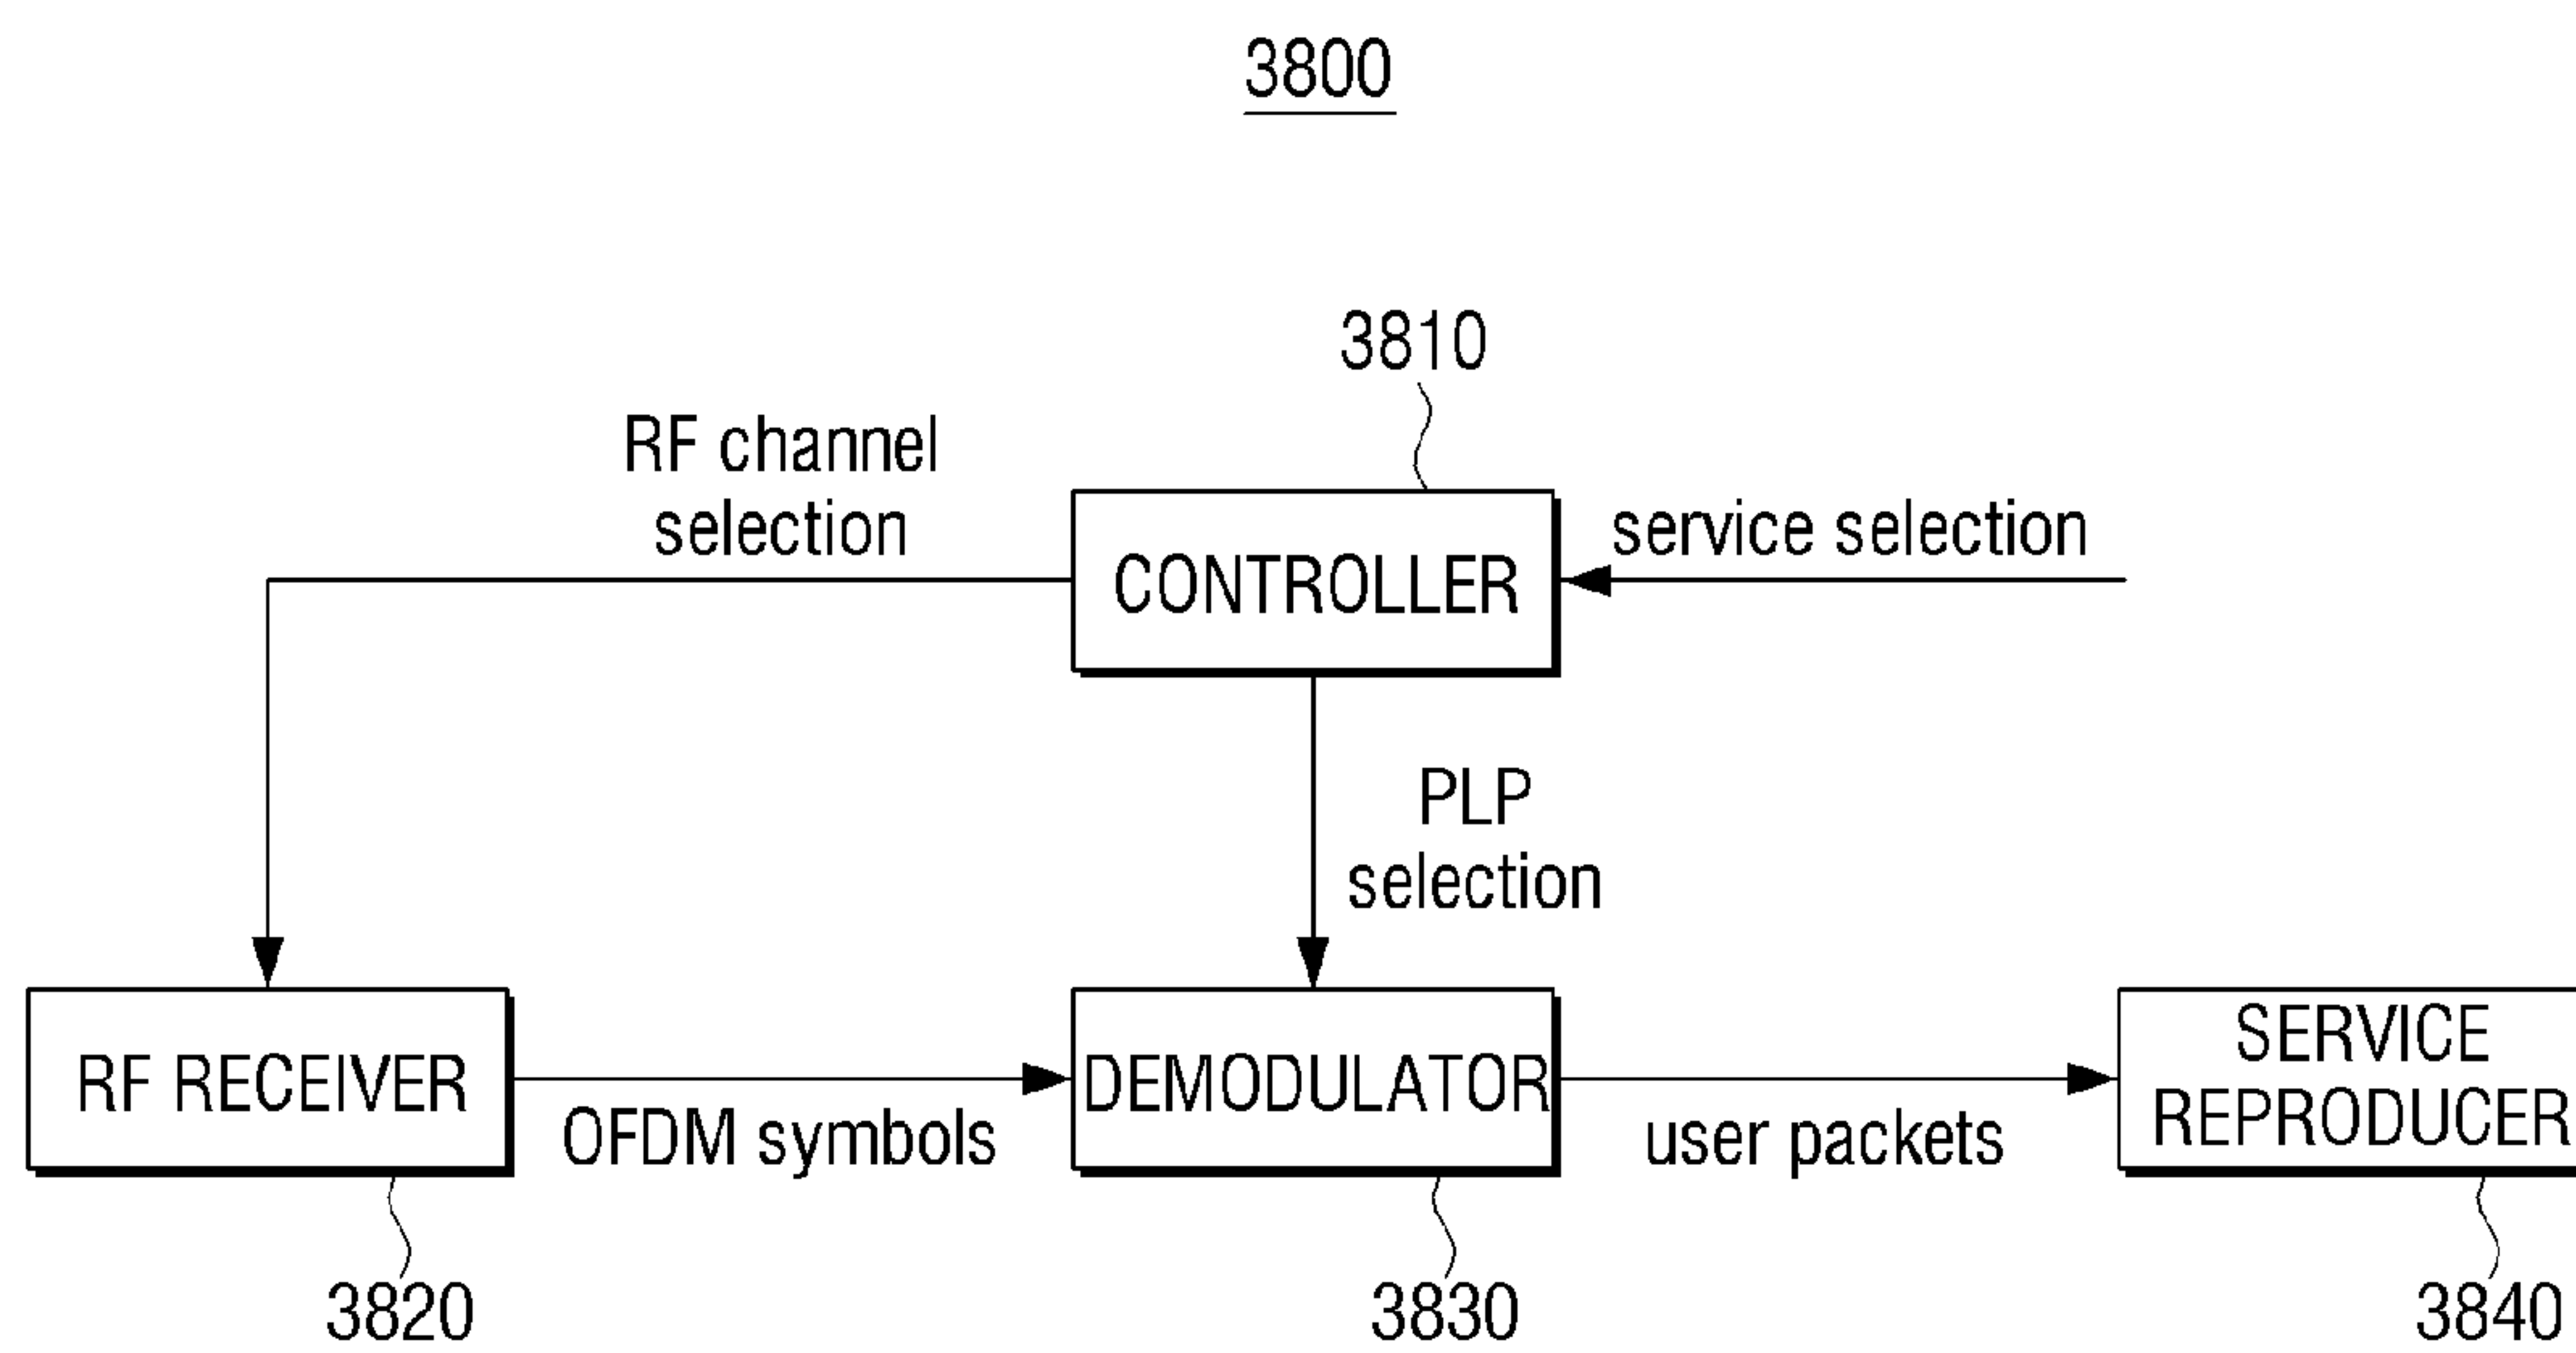 3800
3810
RF channel
selection
service selection
CONTROLLER
PLP
selection
RF RECEIVER
OFDM symbols
DEMODULATOR
user packets
SERVICE
REPRODUCER
3820
3830
3840